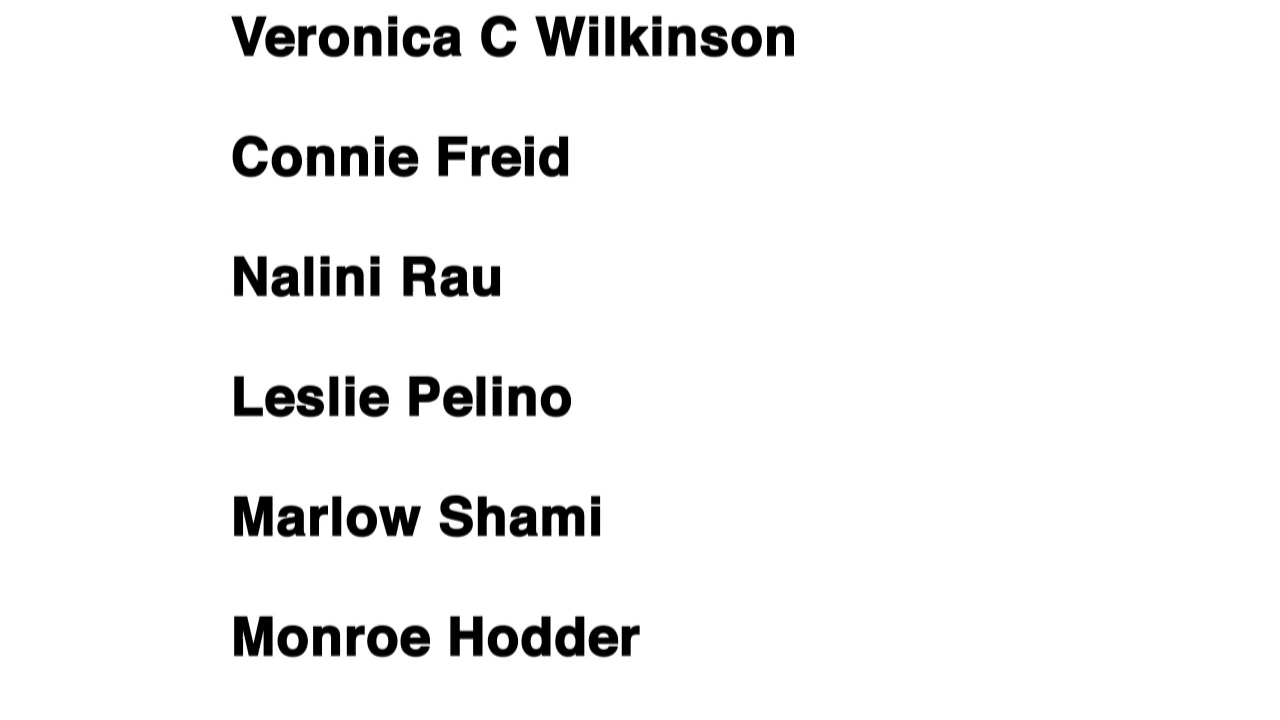 Veronica C Wilkinson
Connie Freid
Nalini Rau
Leslie Pelino
Marlow Shami
Monroe Hodder